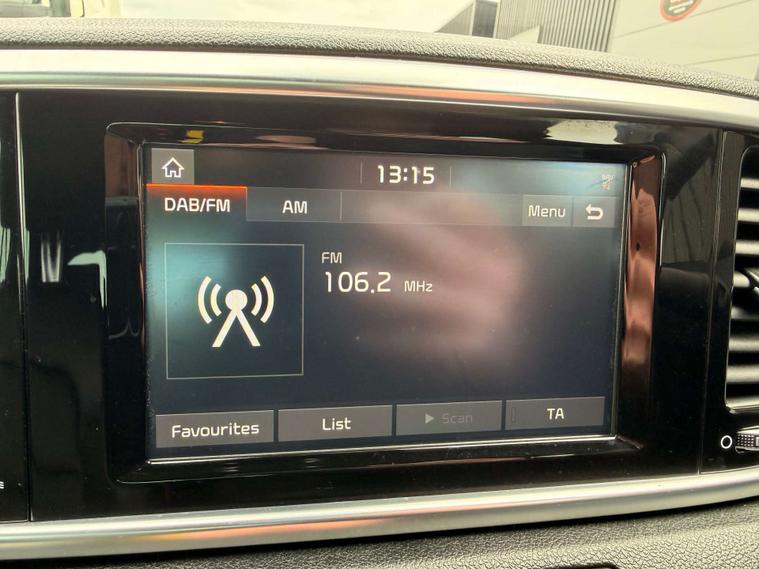 13:15
DAB/FM
AM
Menu
FM
106.2 MHz
Favourites
List
Scan
TA